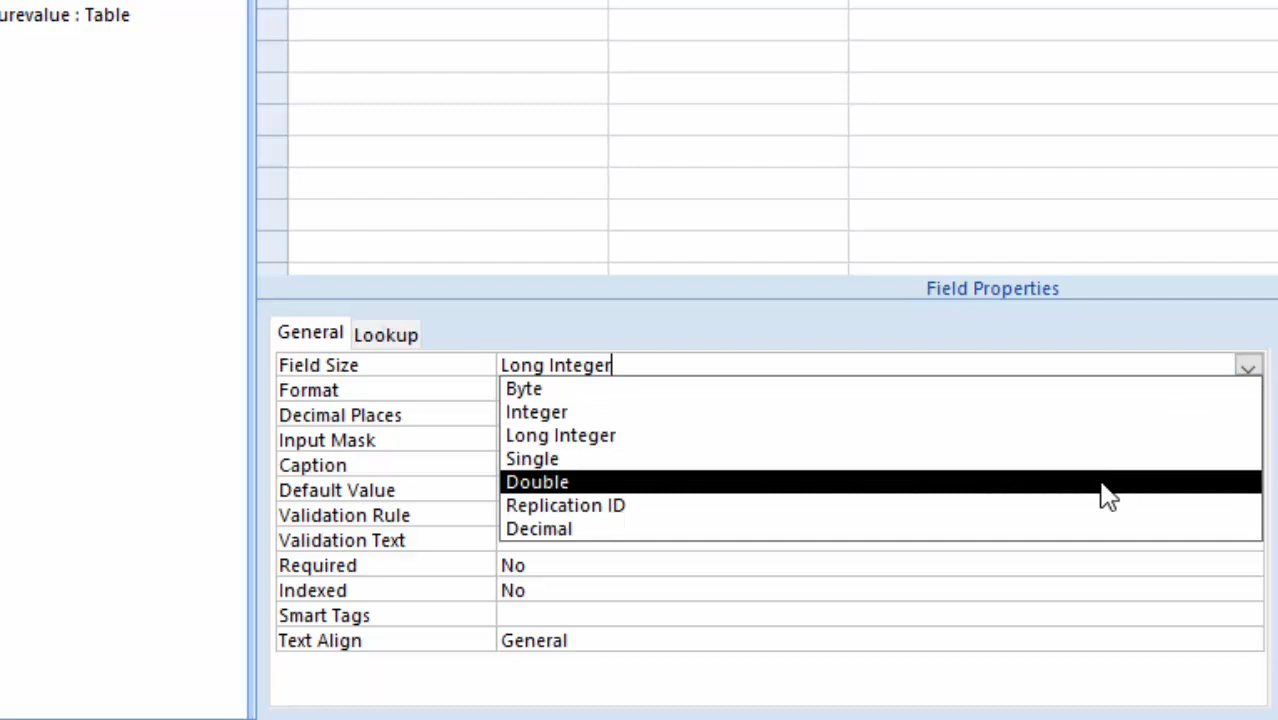 urevalue : Table
Field Properties
General Lookup
Field Size Long Integer
Format Byte
Decimal Places Integer
Input Mask Long Integer
Caption Single
Default Value Double
Validation Rule Replication ID
Validation Text Decimal
Required No
Indexed No
Smart Tags
Text Align General